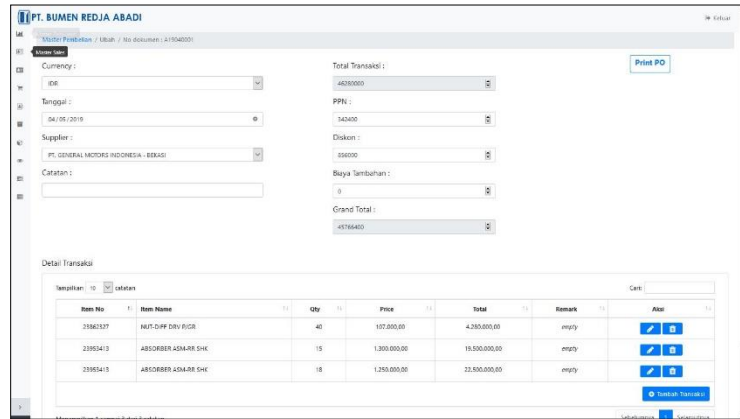 PT. BUMEN REDJA ABADI
Keluar
Master Pembelian / Ubah / No dokumen : A19040001
Master Sales
Currency :
IDR
Tanggal :
04/05/2019
Supplier :
PT. GENERAL MOTORS INDONESIA - BEKASI
Catatan :
Total Transaksi :
46280000
PPN :
342400
Diskon :
856000
Biaya Tambahan :
0
Grand Total :
45786400
Print PO
Detail Transaksi
Tampilkan 10 catatan
Cari:
Item No Item Name Qty Price Total Remark Aksi
23862327 NUT-DIFF DRV P/GR 40 107.000,00 4.280.000,00 empty
23953413 ABSORBER ASM-RR SHK 15 1.300.000,00 19.500.000,00 empty
23953413 ABSORBER ASM-RR SHK 18 1.250.000,00 22.500.000,00 empty
Tambah Transaksi
Sebelumnya 1 Selanjutnya